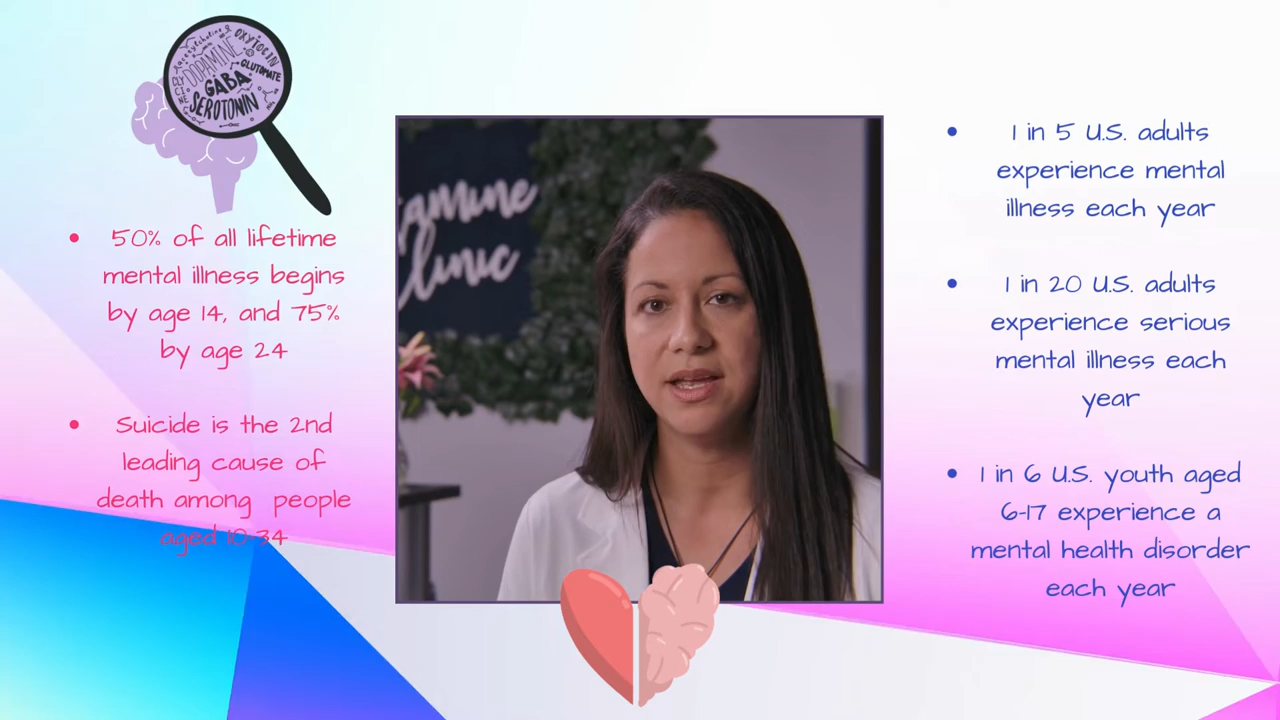 OXYTOCIN
DOPAMINE
GLUTOMATE
GABA
SEROTONIN
50% of all lifetime
mental illness begins
by age 14, and 75%
by age 24
Suicide is the 2nd
leading cause of
death among people
aged 10-34
amine
Clinic
1 in 5 U.S. adults
experience mental
illness each year
1 in 20 U.S. adults
experience serious
mental illness each
year
1 in 6 U.S. youth aged
6-17 experience a
mental health disorder
each year